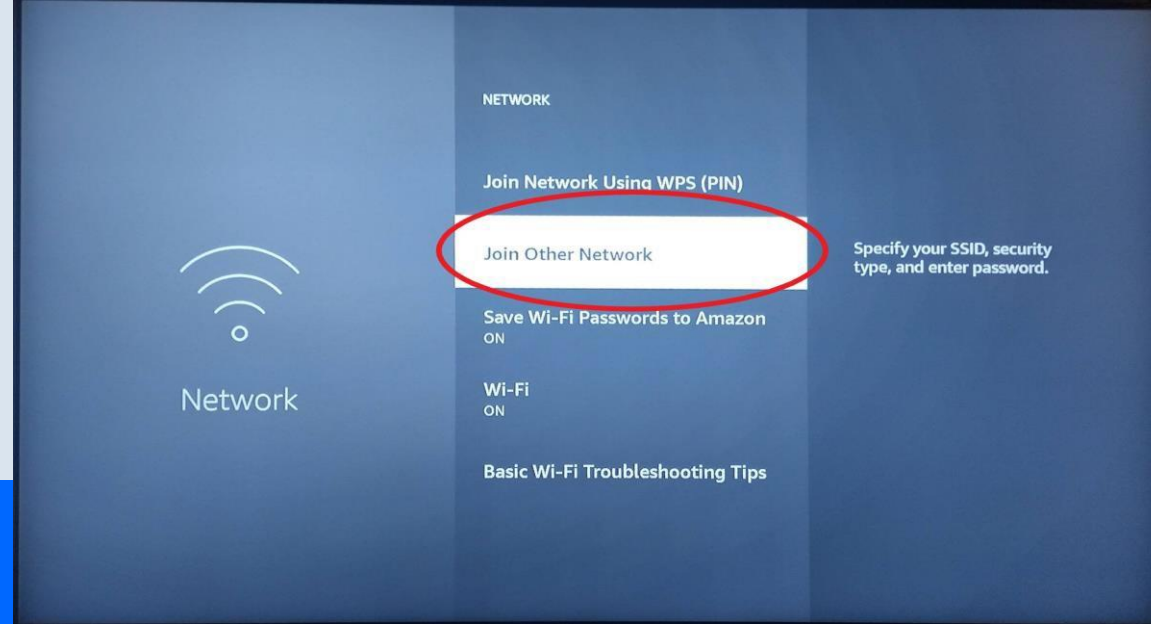 NETWORK
Join Network Using WPS (PIN)
Join Other Network
Specify your SSID, security
type, and enter password.
Save Wi-Fi Passwords to Amazon
ON
Wi-Fi
ON
Basic Wi-Fi Troubleshooting Tips
Network